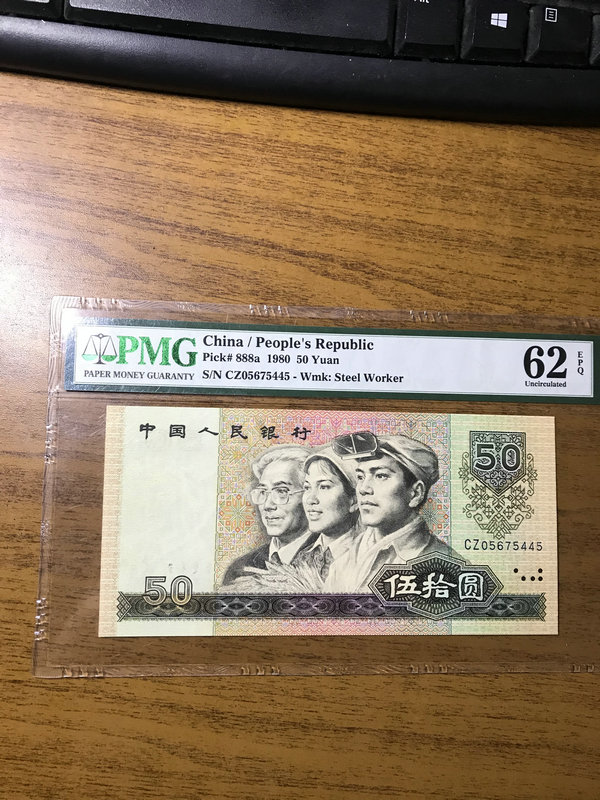 Alt
PMG
PAPER MONEY GUARANTY
China / People's Republic
Pick# 888a 1980 50 Yuan
S/N CZ05675445 - Wmk: Steel Worker
62
Uncirculated
EPQ
中国人民银行
50
CZ05675445
50
伍拾圆